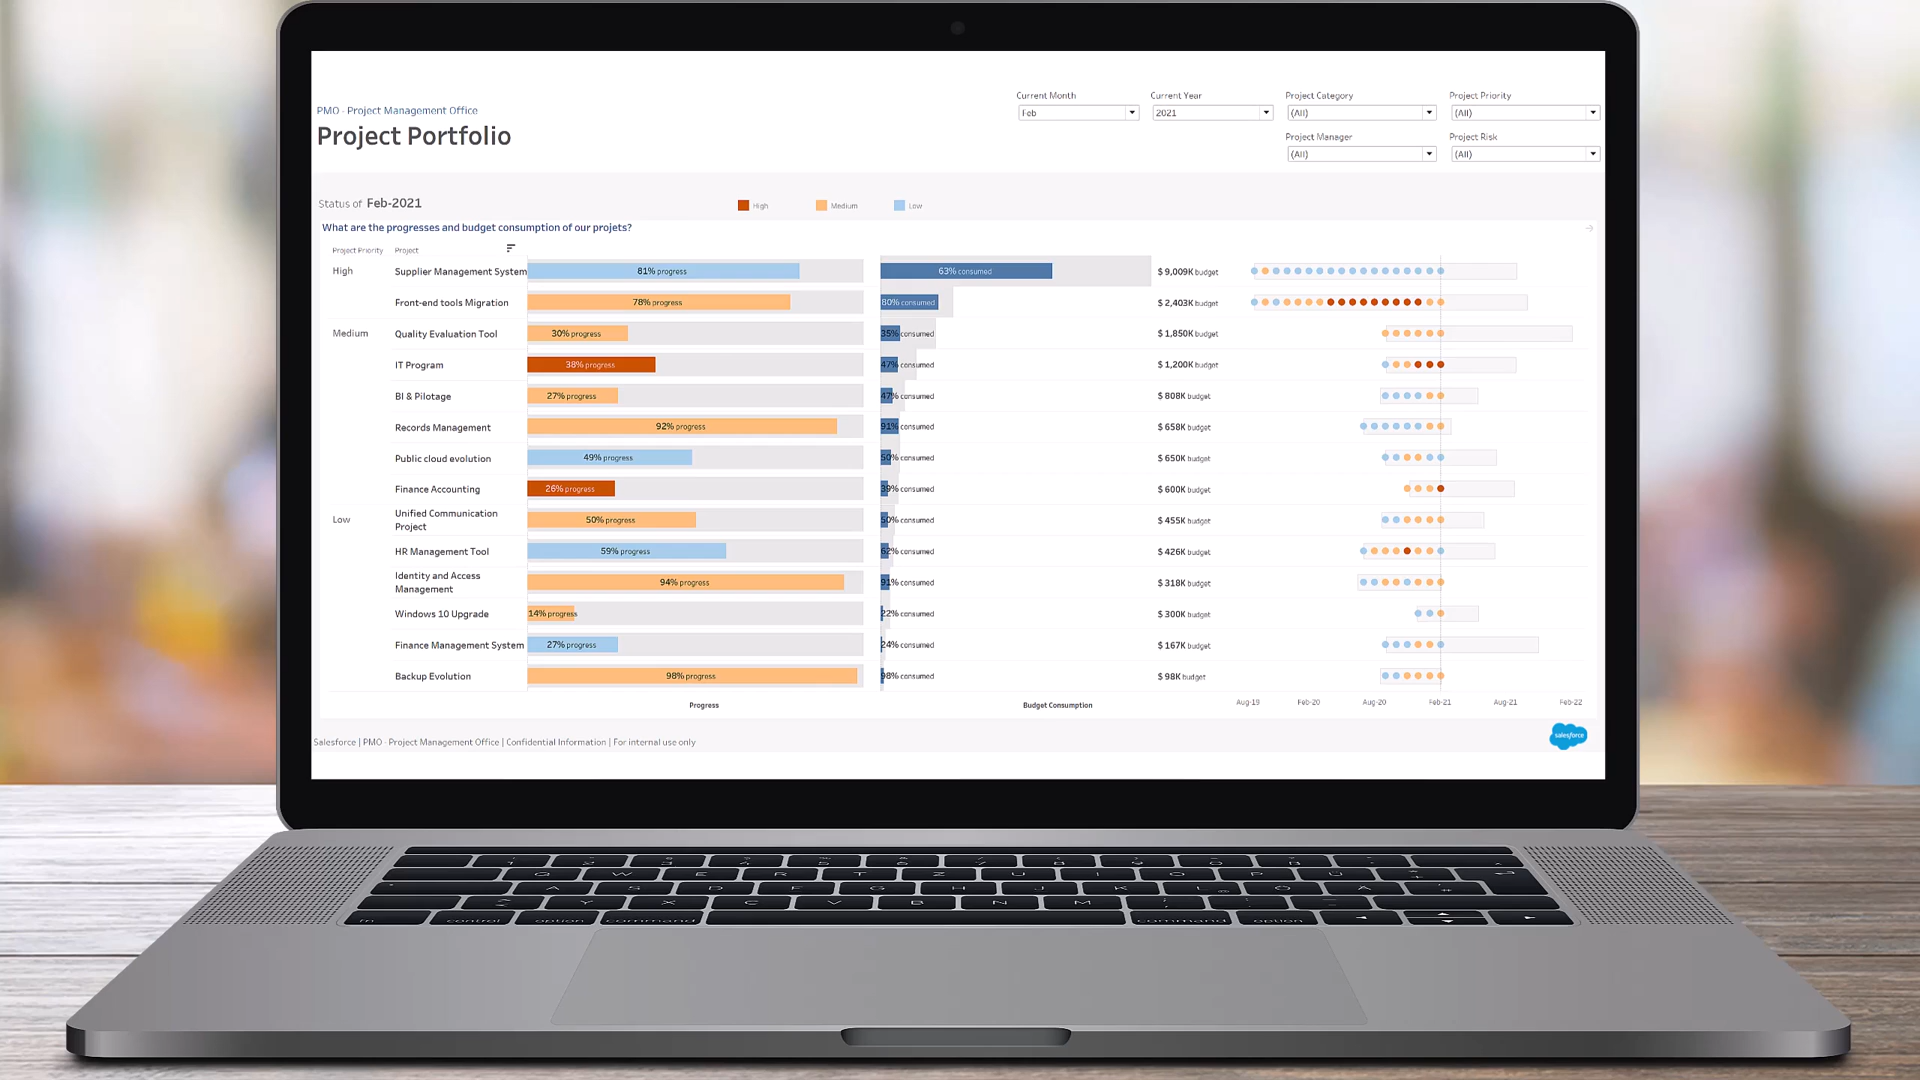 PMO - Project Management Office
Project Portfolio
Current Month
Feb
Current Year
2021
Project Category
(All)
Project Priority
(All)
Project Manager
(All)
Project Risk
(All)
Status of Feb-2021
High
Medium
Low
What are the progresses and budget consumption of our projets?
Project Priority Project
High Supplier Management System 81% progress 63% consumed $ 9,009K budget
Front-end tools Migration 78% progress 80% consumed $ 2,403K budget
Medium Quality Evaluation Tool 30% progress 35% consumed $ 1,850K budget
IT Program 38% progress 47% consumed $ 1,200K budget
BI & Pilotage 27% progress 47% consumed $ 808K budget
Records Management 92% progress 91% consumed $ 658K budget
Public cloud evolution 49% progress 50% consumed $ 650K budget
Finance Accounting 26% progress 39% consumed $ 600K budget
Low Unified Communication
Project 50% progress 50% consumed $ 455K budget
HR Management Tool 59% progress 62% consumed $ 426K budget
Identity and Access
Management 94% progress 91% consumed $ 318K budget
Windows 10 Upgrade 14% progress 22% consumed $ 300K budget
Finance Management System 27% progress 24% consumed $ 167K budget
Backup Evolution 98% progress 98% consumed $ 98K budget
Progress Budget Consumption Aug-19 Feb-20 Aug-20 Feb-21 Aug-21 Feb-22
Salesforce | PMO - Project Management Office | Confidential Information | For internal use only
salesforce
Q W E R T Z U I O P Ü
A S D F G H J K L Ö Ä
Y X C V B N M
fn control option command command option